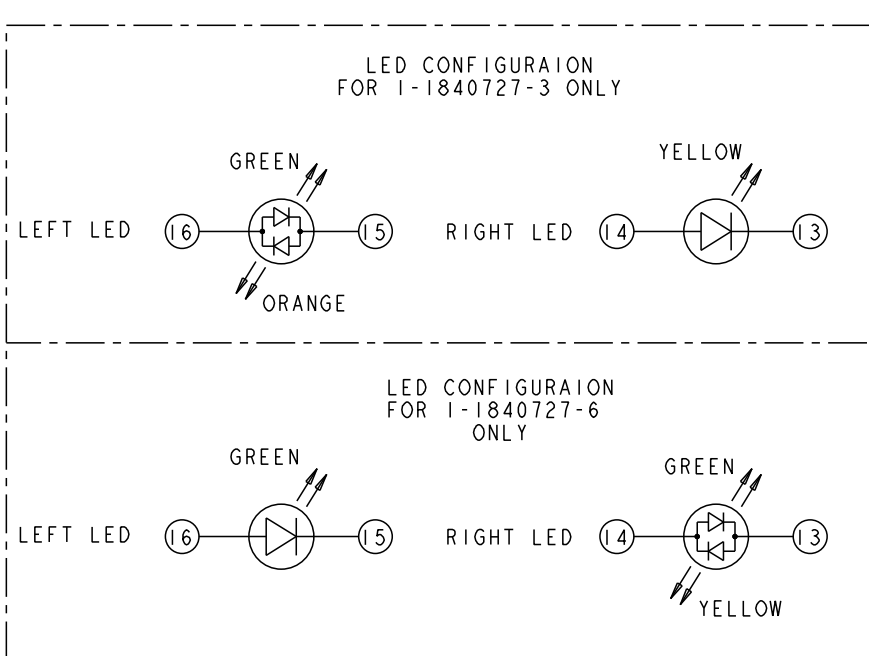 LED CONFIGURAION
FOR 1-1840727-3 ONLY
GREEN
YELLOW
LEFT LED 16 15 RIGHT LED 14 13
ORANGE
LED CONFIGURAION
FOR 1-1840727-6
ONLY
GREEN
GREEN
LEFT LED 16 15 RIGHT LED 14 13
YELLOW